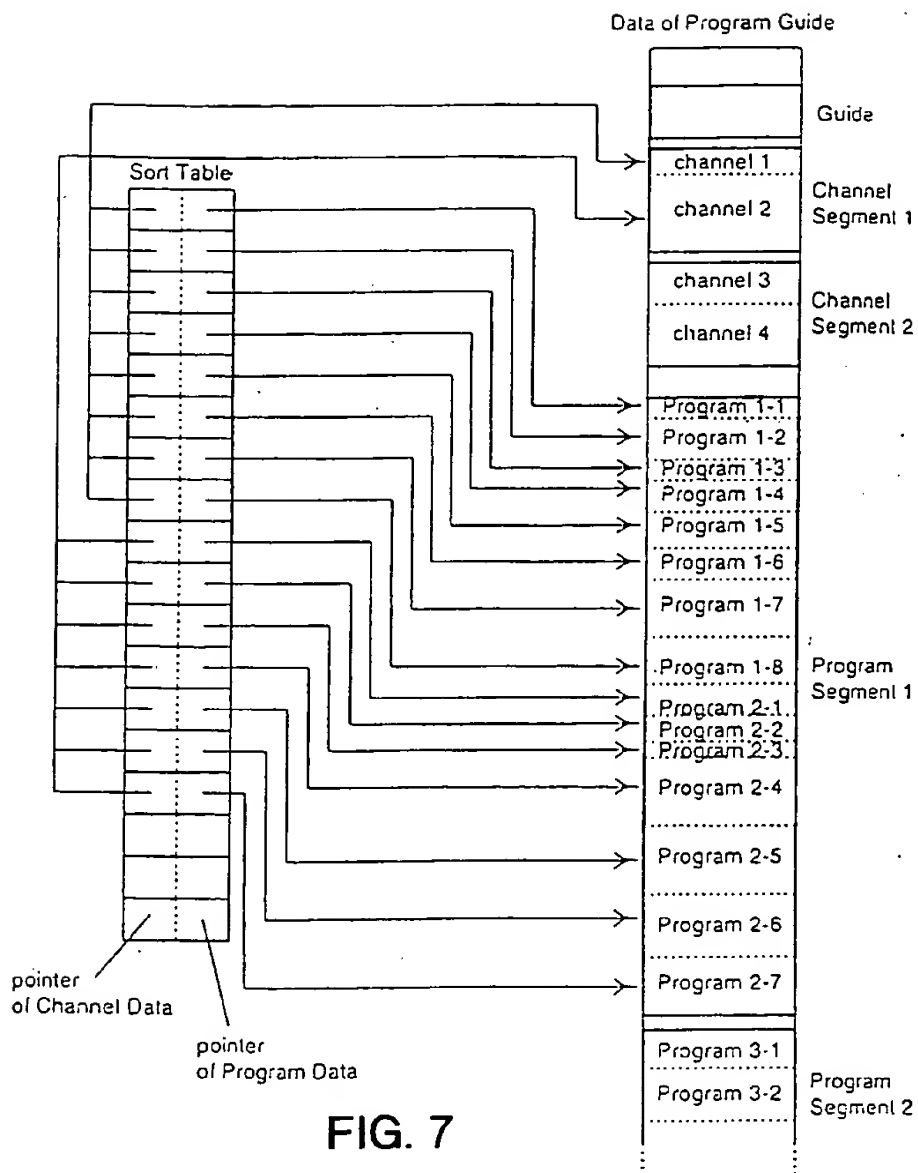 Data of Program Guide
Guide
Sort Table
channel 1
channel 2
Channel
Segment 1
channel 3
channel 4
Channel
Segment 2
Program 1-1
Program 1-2
Program 1-3
Program 1-4
Program 1-5
Program 1-6
Program 1-7
Program 1-8
Program 2-1
Program 2-2
Program 2-3
Program 2-4
Program 2-5
Program 2-6
Program 2-7
Program
Segment 1
pointer
of Channel Data
pointer
of Program Data
Program 3-1
Program 3-2
Program
Segment 2
FIG. 7